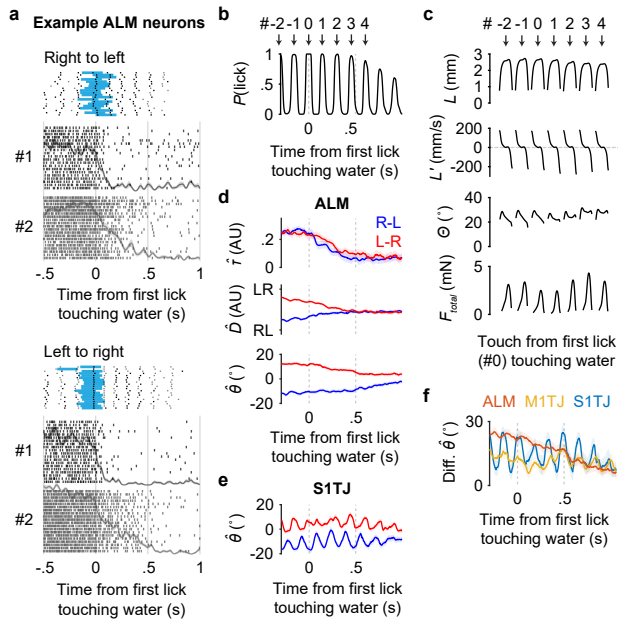 a
Example ALM neurons
Right to left
#1
#2
-.5 0 .5 1
Time from first lick
touching water (s)
Left to right
#1
#2
-.5 0 .5 1
Time from first lick
touching water (s)
b
# -2 -1 0 1 2 3 4
P(lick)
1
0
0 .5
Time from first lick
touching water (s)
c
# -2 -1 0 1 2 3 4
L (mm)
3
2
1
0
L' (mm/s)
200
0
-200
Θ (°)
40
20
0
F total (mN)
5
0
Touch from first lick
(#0) touching water
d
ALM
R-L
L-R
r̂ (AU)
.2
0
D̂ (AU)
LR
RL
θ̂ (°)
20
0
-20
0 .5
Time from first lick
touching water (s)
e
S1TJ
θ̂ (°)
20
0
-20
0 .5
Time from first lick
touching water (s)
f
ALM M1TJ S1TJ
Diff. θ̂ (°)
30
0
0 .5
Time from first lick
touching water (s)